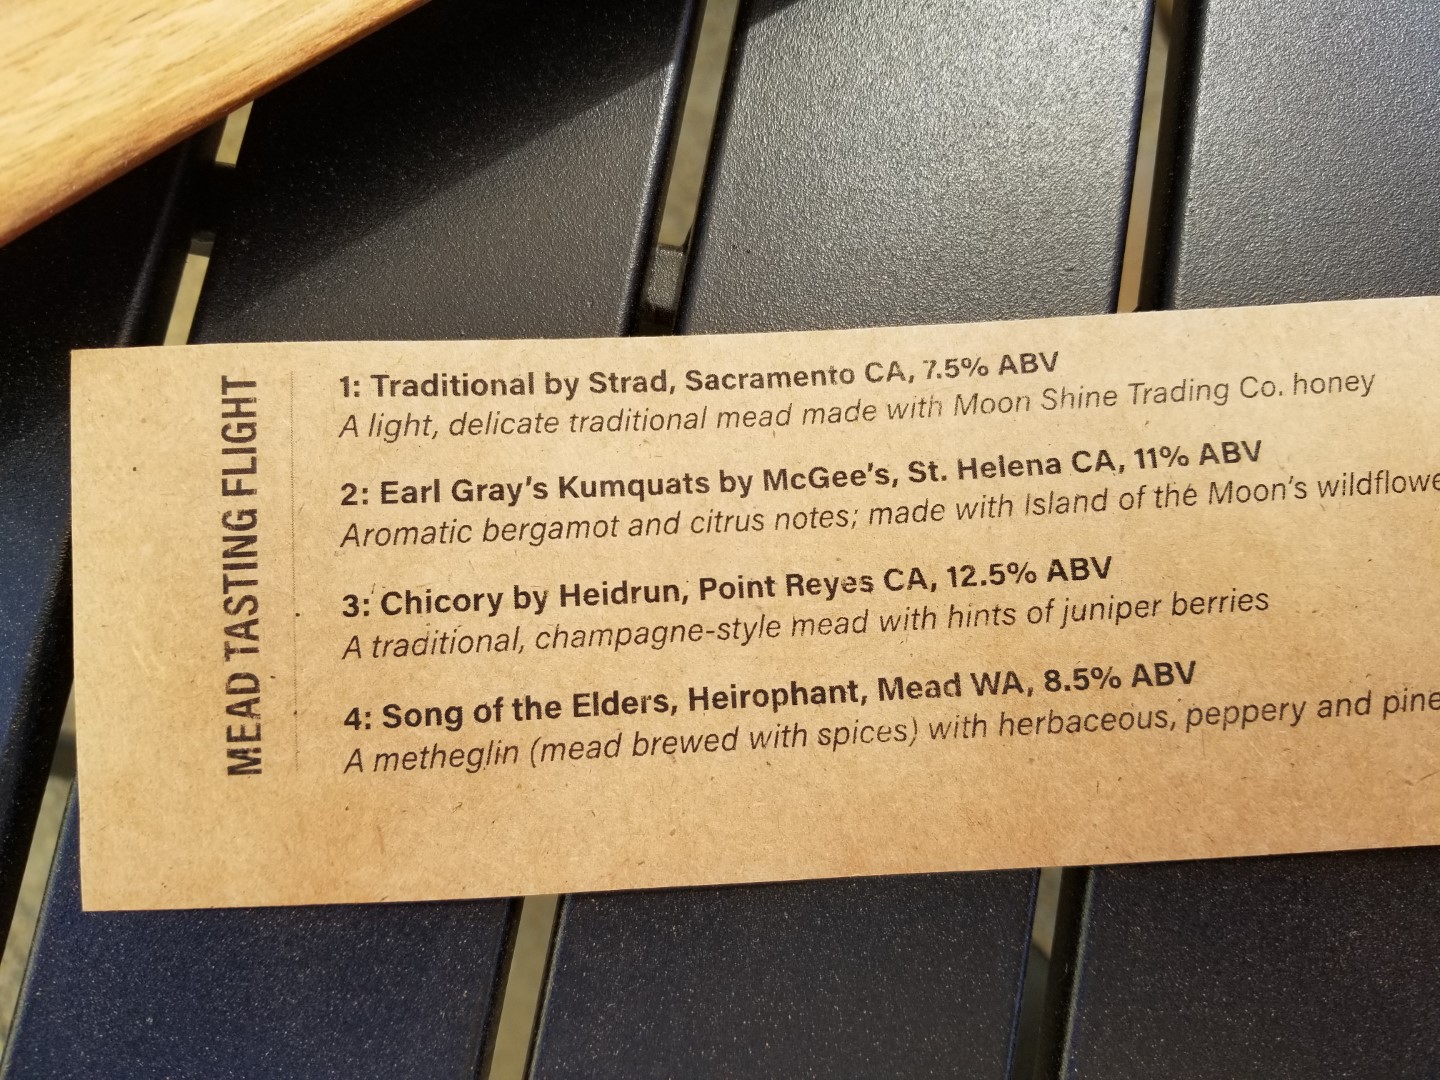 MEAD TASTING FLIGHT
1: Traditional by Strad, Sacramento CA, 7.5% ABV
A light, delicate traditional mead made with Moon Shine Trading Co. honey
2: Earl Gray's Kumquats by McGee's, St. Helena CA, 11% ABV
Aromatic bergamot and citrus notes; made with Island of the Moon's
3: Chicory by Heidrun, Point Reyes CA, 12.5% ABV
A traditional, champagne-style mead with hints of juniper berries
4: Song of the Elders, Heirophant, Mead WA, 8.5% ABV
A metheglin (mead brewed with spices) with herbaceous, peppery and